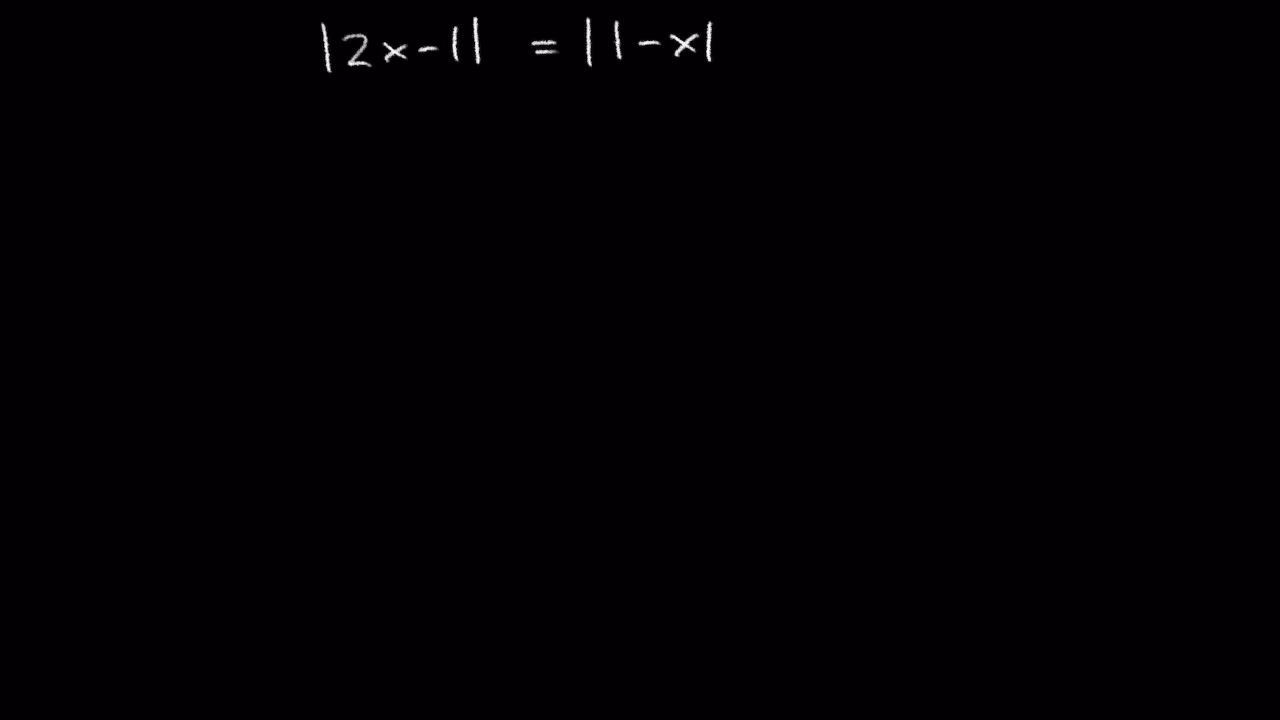 |2x-1| = |1-x|